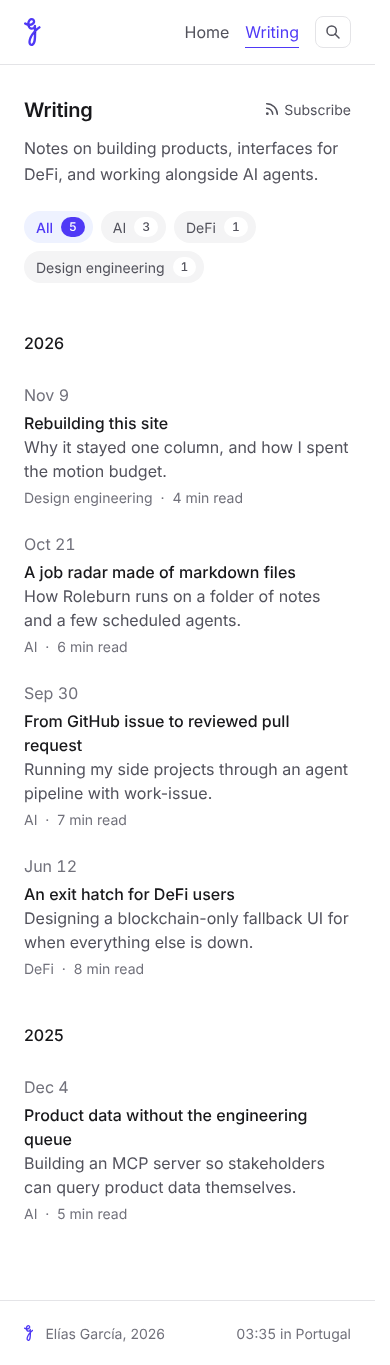 Home Writing
Writing
Subscribe
Notes on building products, interfaces for
DeFi, and working alongside AI agents.
All 5 AI 3 DeFi 1
Design engineering 1
2026
Nov 9
Rebuilding this site
Why it stayed one column, and how I spent
the motion budget.
Design engineering · 4 min read
Oct 21
A job radar made of markdown files
How Roleburn runs on a folder of notes
and a few scheduled agents.
AI · 6 min read
Sep 30
From GitHub issue to reviewed pull
request
Running my side projects through an agent
pipeline with work-issue.
AI · 7 min read
Jun 12
An exit hatch for DeFi users
Designing a blockchain-only fallback UI for
when everything else is down.
DeFi · 8 min read
2025
Dec 4
Product data without the engineering
queue
Building an MCP server so stakeholders
can query product data themselves.
AI · 5 min read
Elías García, 2026
03:35 in Portugal